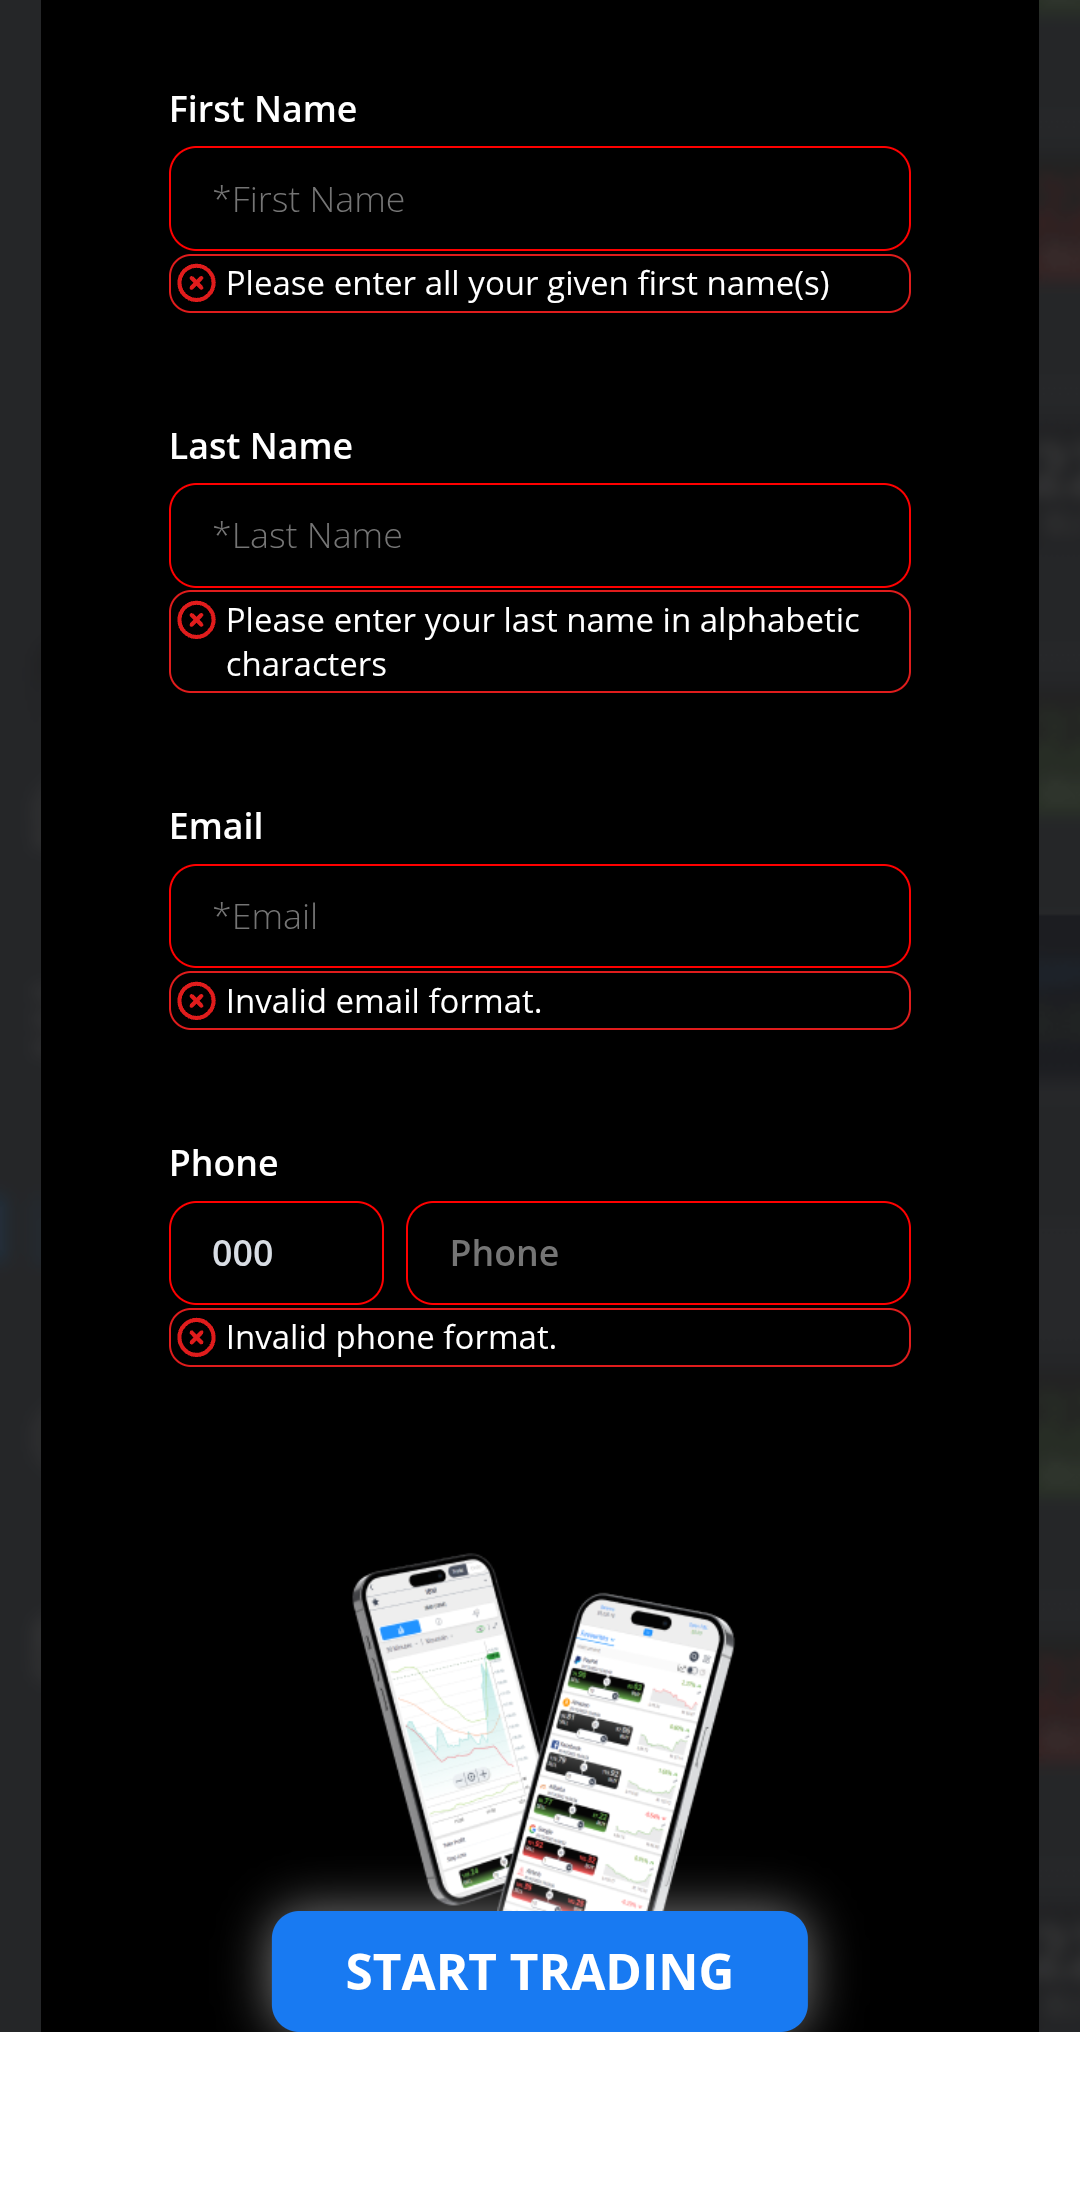 First Name
*First Name
Please enter all your given first name(s)
Last Name
*Last Name
Please enter your last name in alphabetic
characters
Email
*Email
Invalid email format.
Phone
000 Phone
Invalid phone format.
START TRADING